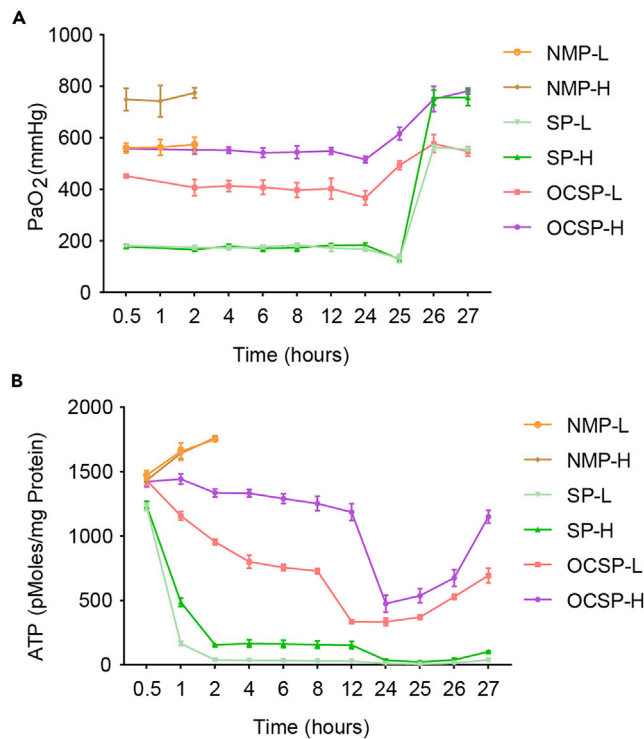 A
PaO2(mmHg)
1000
800
600
400
200
0
0.5 1 2 4 6 8 12 24 25 26 27
Time (hours)
NMP-L
NMP-H
SP-L
SP-H
OCSP-L
OCSP-H
B
ATP (pMoles/mg Protein)
2000
1500
1000
500
0
0.5 1 2 4 6 8 12 24 25 26 27
Time (hours)
NMP-L
NMP-H
SP-L
SP-H
OCSP-L
OCSP-H